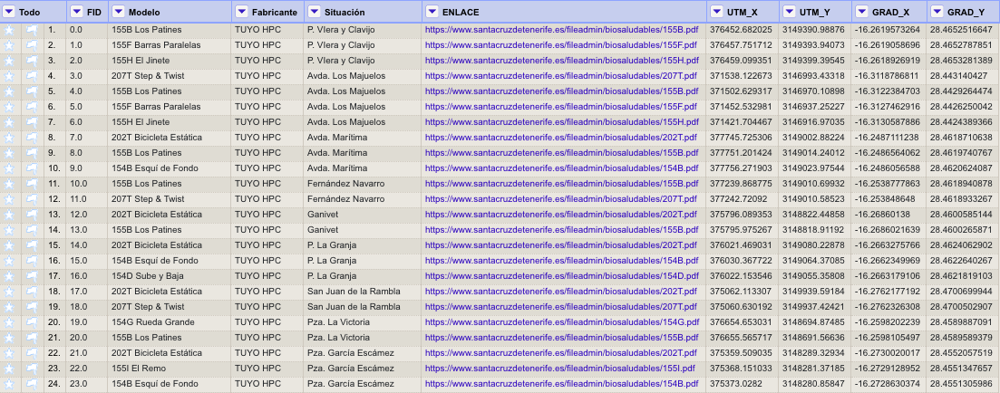 Todo FID Modelo Fabricante Situación ENLACE UTM_X UTM_Y GRAD_X GRAD_Y
1. 0.0 155B Los Patines TUYO HPC P. VIera y Clavijo https://www.santacruzdetenerife.es/fileadmin/biosaludables/155B.pdf 376452.682025 3149390.98876 -16.2619573264 28.4652516647
2. 1.0 155F Barras Paralelas TUYO HPC P. VIera y Clavijo https://www.santacruzdetenerife.es/fileadmin/biosaludables/155F.pdf 376457.751712 3149393.94073 -16.2619058696 28.4652787851
3. 2.0 155H El Jinete TUYO HPC P. VIera y Clavijo https://www.santacruzdetenerife.es/fileadmin/biosaludables/155H.pdf 376459.099351 3149399.39545 -16.2618926919 28.4653281389
4. 3.0 207T Step & Twist TUYO HPC Avda. Los Majuelos https://www.santacruzdetenerife.es/fileadmin/biosaludables/207T.pdf 371538.122673 3146993.43318 -16.3118786811 28.443140427
5. 4.0 155B Los Patines TUYO HPC Avda. Los Majuelos https://www.santacruzdetenerife.es/fileadmin/biosaludables/155B.pdf 371502.629317 3146970.10898 -16.3122384703 28.4429264474
6. 5.0 155F Barras Paralelas TUYO HPC Avda. Los Majuelos https://www.santacruzdetenerife.es/fileadmin/biosaludables/155F.pdf 371452.532981 3146937.25227 -16.3127462916 28.4426250042
7. 6.0 155H El Jinete TUYO HPC Avda. Los Majuelos https://www.santacruzdetenerife.es/fileadmin/biosaludables/155H.pdf 371421.704467 3146916.97035 -16.3130587886 28.4424389366
8. 7.0 202T Bicicleta Estática TUYO HPC Avda. Marítima https://www.santacruzdetenerife.es/fileadmin/biosaludables/202T.pdf 377745.725306 3149002.88224 -16.2487111238 28.4618710638
9. 8.0 155B Los Patines TUYO HPC Avda. Marítima https://www.santacruzdetenerife.es/fileadmin/biosaludables/155B.pdf 377751.201424 3149014.24012 -16.2486564062 28.4619740767
10. 9.0 154B Esquí de Fondo TUYO HPC Avda. Marítima https://www.santacruzdetenerife.es/fileadmin/biosaludables/154B.pdf 377756.271903 3149023.97544 -16.2486056588 28.4620624087
11. 10.0 155B Los Patines TUYO HPC Fernández Navarro https://www.santacruzdetenerife.es/fileadmin/biosaludables/155B.pdf 377239.868775 3149010.69932 -16.2538777863 28.4618940878
12. 11.0 207T Step & Twist TUYO HPC Fernández Navarro https://www.santacruzdetenerife.es/fileadmin/biosaludables/207T.pdf 377242.72092 3149010.58523 -16.253848648 28.4618933267
13. 12.0 202T Bicicleta Estática TUYO HPC Ganivet https://www.santacruzdetenerife.es/fileadmin/biosaludables/202T.pdf 375796.089353 3148822.44858 -16.26860138 28.4600585144
14. 13.0 155B Los Patines TUYO HPC Ganivet https://www.santacruzdetenerife.es/fileadmin/biosaludables/155B.pdf 375795.975267 3148818.91192 -16.2686021639 28.4600265871
15. 14.0 202T Bicicleta Estática TUYO HPC P. La Granja https://www.santacruzdetenerife.es/fileadmin/biosaludables/202T.pdf 376021.469031 3149080.22878 -16.2663275766 28.4624062902
16. 15.0 154B Esquí de Fondo TUYO HPC P. La Granja https://www.santacruzdetenerife.es/fileadmin/biosaludables/154B.pdf 376030.367722 3149064.37085 -16.2662349969 28.4622640267
17. 16.0 154D Sube y Baja TUYO HPC P. La Granja https://www.santacruzdetenerife.es/fileadmin/biosaludables/154D.pdf 376022.153546 3149055.35808 -16.2663179106 28.4621819103
18. 17.0 202T Bicicleta Estática TUYO HPC San Juan de la Rambla https://www.santacruzdetenerife.es/fileadmin/biosaludables/202T.pdf 375062.113307 3149939.59184 -16.2762177192 28.4700699944
19. 18.0 207T Step & Twist TUYO HPC San Juan de la Rambla https://www.santacruzdetenerife.es/fileadmin/biosaludables/207T.pdf 375060.630192 3149937.42421 -16.2762326308 28.4700502907
20. 19.0 154G Rueda Grande TUYO HPC Pza. La Victoria https://www.santacruzdetenerife.es/fileadmin/biosaludables/154G.pdf 376654.653031 3148694.87485 -16.2598202239 28.4589887091
21. 20.0 155B Los Patines TUYO HPC Pza. La Victoria https://www.santacruzdetenerife.es/fileadmin/biosaludables/155B.pdf 376655.565717 3148691.56636 -16.2598105497 28.4589589379
22. 21.0 202T Bicicleta Estática TUYO HPC Pza. García Escámez https://www.santacruzdetenerife.es/fileadmin/biosaludables/202T.pdf 375359.509035 3148289.32934 -16.2730020017 28.4552057519
23. 22.0 155I El Remo TUYO HPC Pza. García Escámez https://www.santacruzdetenerife.es/fileadmin/biosaludables/155I.pdf 375368.151033 3148281.37185 -16.2729128952 28.4551347657
24. 23.0 154B Esquí de Fondo TUYO HPC Pza. García Escámez https://www.santacruzdetenerife.es/fileadmin/biosaludables/154B.pdf 375373.0282 3148280.85847 -16.2728630374 28.4551305986